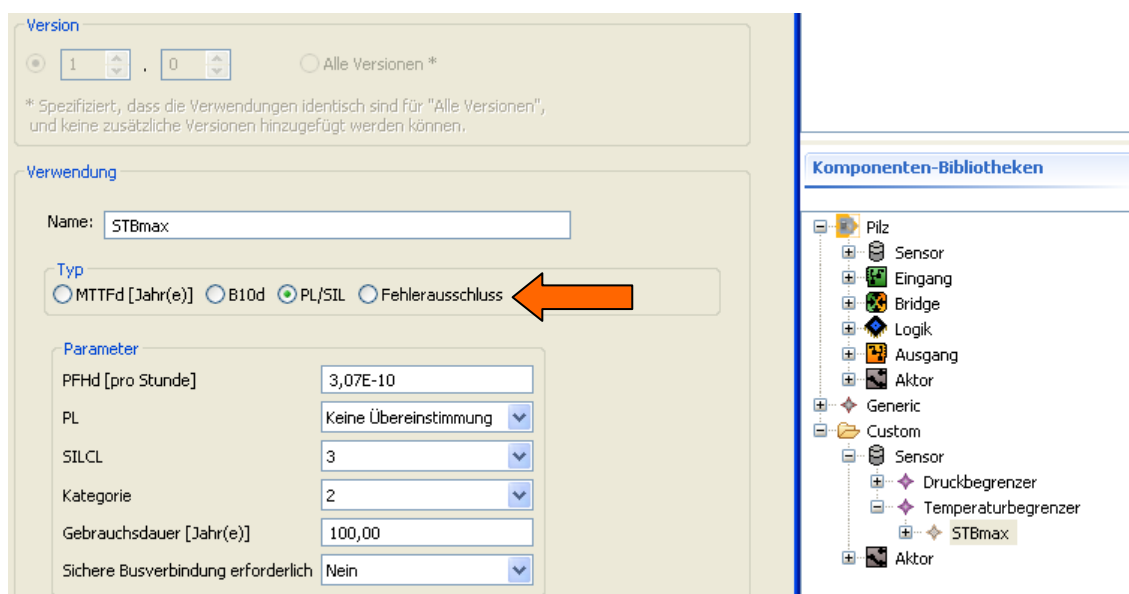 Version
1 . 0 Alle Versionen *
* Spezifiziert, dass die Verwendungen identisch sind für "Alle Versionen",
und keine zusätzliche Versionen hinzugefügt werden können.
Verwendung
Name: STBmax
Typ
MTTFd [Jahr(e)] B10d PL/SIL Fehlerausschluss
Parameter
PFHd [pro Stunde] 3,07E-10
PL Keine Übereinstimmung
SILCL 3
Kategorie 2
Gebrauchsdauer [Jahr(e)] 100,00
Sichere Busverbindung erforderlich Nein
Komponenten-Bibliotheken
Pilz
Sensor
Eingang
Bridge
Logik
Ausgang
Aktor
Generic
Custom
Sensor
Druckbegrenzer
Temperaturbegrenzer
STBmax
Aktor